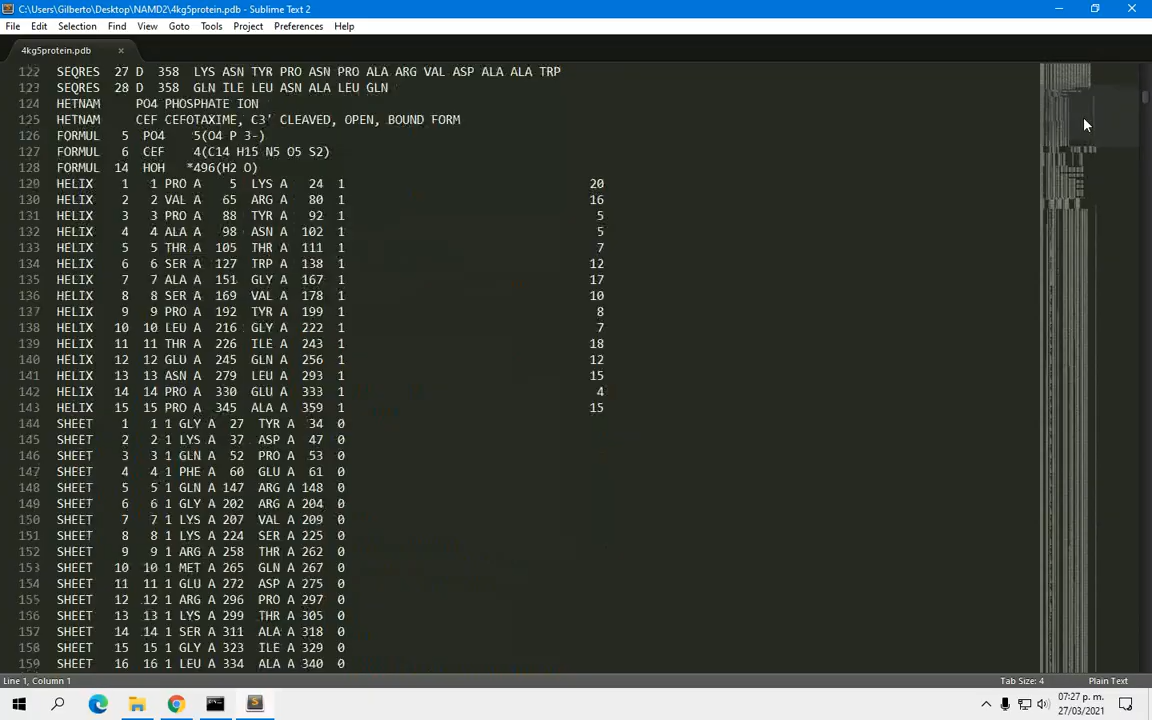 C:\Users\Gilberto\Desktop\NAMD2\4kg5protein.pdb - Sublime Text 2
File Edit Selection Find View Goto Tools Project Preferences Help
4kg5protein.pdb ×
122 SEQRES 27 D 358 LYS ASN TYR PRO ASN PRO ALA ARG VAL ASP ALA ALA TRP
123 SEQRES 28 D 358 GLN ILE LEU ASN ALA LEU GLN
124 HETNAM PO4 PHOSPHATE ION
125 HETNAM CEF CEFOTAXIME, C3' CLEAVED, OPEN, BOUND FORM
126 FORMUL 5 PO4 5(O4 P 3-)
127 FORMUL 6 CEF 4(C14 H15 N5 O5 S2)
128 FORMUL 14 HOH *496(H2 O)
129 HELIX 1 1 PRO A 5 LYS A 24 1 20
130 HELIX 2 2 VAL A 65 ARG A 80 1 16
131 HELIX 3 3 PRO A 88 TYR A 92 1 5
132 HELIX 4 4 ALA A 98 ASN A 102 1 5
133 HELIX 5 5 THR A 105 THR A 111 1 7
134 HELIX 6 6 SER A 127 TRP A 138 1 12
135 HELIX 7 7 ALA A 151 GLY A 167 1 17
136 HELIX 8 8 SER A 169 VAL A 178 1 10
137 HELIX 9 9 PRO A 192 TYR A 199 1 8
138 HELIX 10 10 LEU A 216 GLY A 222 1 7
139 HELIX 11 11 THR A 226 ILE A 243 1 18
140 HELIX 12 12 GLU A 245 GLN A 256 1 12
141 HELIX 13 13 ASN A 279 LEU A 293 1 15
142 HELIX 14 14 PRO A 330 GLU A 333 1 4
143 HELIX 15 15 PRO A 345 ALA A 359 1 15
144 SHEET 1 1 1 GLY A 27 TYR A 34 0
145 SHEET 2 2 1 LYS A 37 ASP A 47 0
146 SHEET 3 3 1 GLN A 52 PRO A 53 0
147 SHEET 4 4 1 PHE A 60 GLU A 61 0
148 SHEET 5 5 1 GLN A 147 ARG A 148 0
149 SHEET 6 6 1 GLY A 202 ARG A 204 0
150 SHEET 7 7 1 LYS A 207 VAL A 209 0
151 SHEET 8 8 1 LYS A 224 SER A 225 0
152 SHEET 9 9 1 ARG A 258 THR A 262 0
153 SHEET 10 10 1 MET A 265 GLN A 267 0
154 SHEET 11 11 1 GLU A 272 ASP A 275 0
155 SHEET 12 12 1 ARG A 296 PRO A 297 0
156 SHEET 13 13 1 LYS A 299 THR A 305 0
157 SHEET 14 14 1 SER A 311 ALA A 318 0
158 SHEET 15 15 1 GLY A 323 ILE A 329 0
159 SHEET 16 16 1 LEU A 334 ALA A 340 0
Line 1, Column 1 Tab Size: 4 Plain Text
07:27 p. m.
27/03/2021